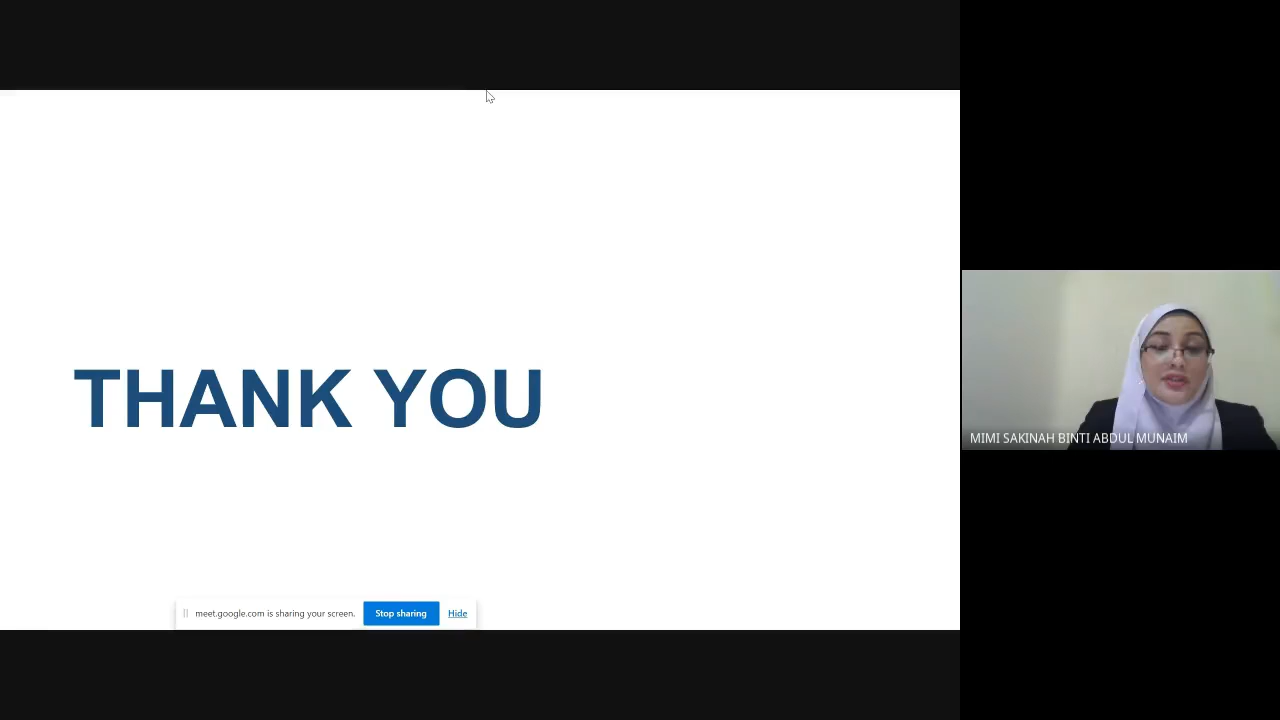 THANK YOU
MIMI SAKINAH BINTI ABDUL MUNAIM
meet.google.com is sharing your screen. Stop sharing Hide